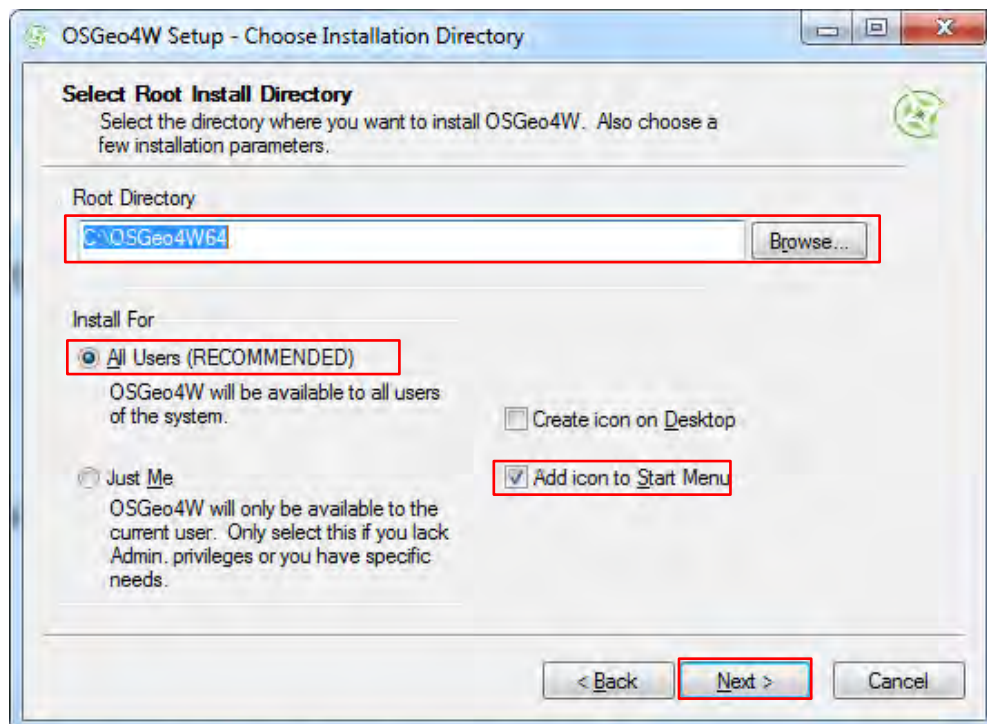 OSGeo4W Setup - Choose Installation Directory
Select Root Install Directory
Select the directory where you want to install OSGeo4W. Also choose a
few installation parameters.
Root Directory
C:\OSGeo4W64
Browse...
Install For
All Users (RECOMMENDED)
OSGeo4W will be available to all users
of the system.
Create icon on Desktop
Just Me
Add icon to Start Menu
OSGeo4W will only be available to the
current user. Only select this if you lack
Admin. privileges or you have specific
needs.
< Back
Next >
Cancel